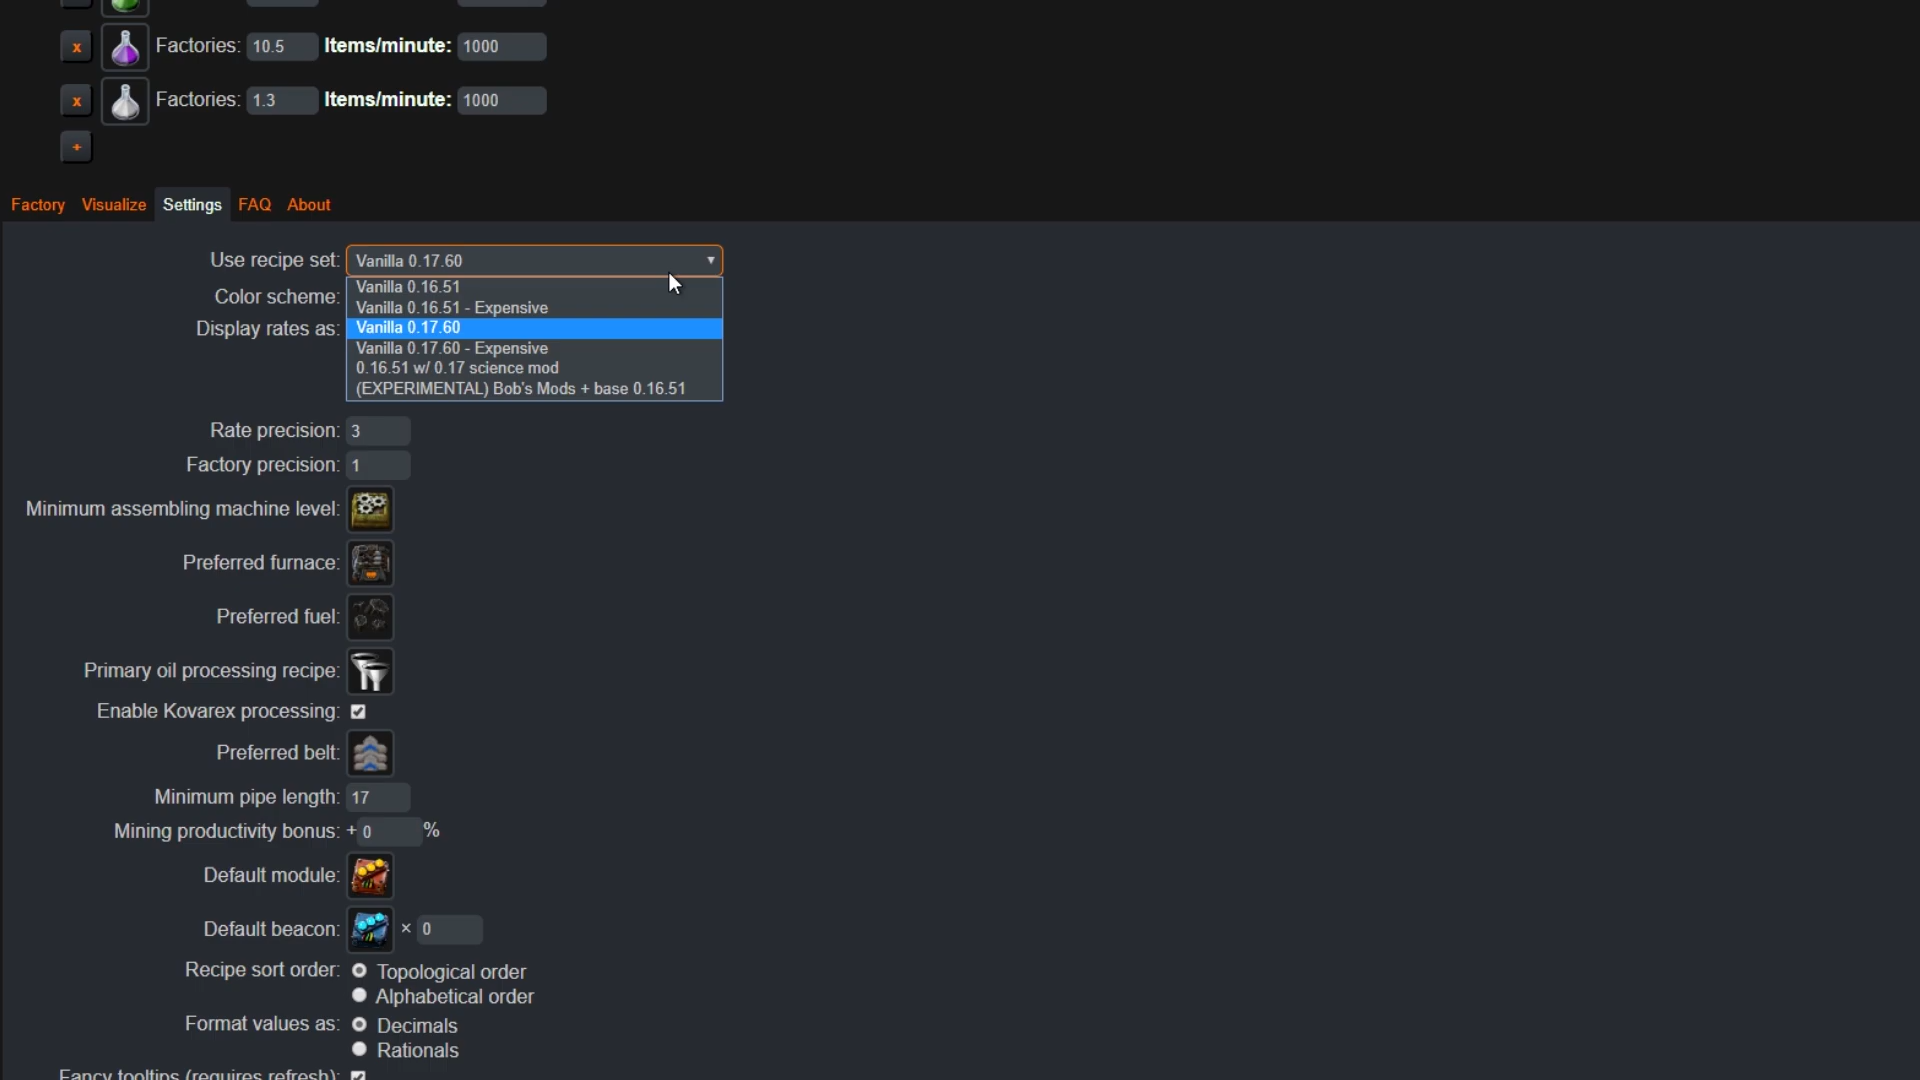 x Factories: 10.5 Items/minute: 1000
x Factories: 1.3 Items/minute: 1000
+
Factory Visualize Settings FAQ About
Use recipe set: Vanilla 0.17.60
Vanilla 0.16.51
Color scheme:
Vanilla 0.16.51 - Expensive
Display rates as: Vanilla 0.17.60
Vanilla 0.17.60 - Expensive
0.16.51 w/ 0.17 science mod
(EXPERIMENTAL) Bob's Mods + base 0.16.51
Rate precision: 3
Factory precision: 1
Minimum assembling machine level:
Preferred furnace:
Preferred fuel:
Primary oil processing recipe:
Enable Kovarex processing:
Preferred belt:
Minimum pipe length: 17
Mining productivity bonus: + 0 %
Default module:
Default beacon: × 0
Recipe sort order: Topological order
Alphabetical order
Format values as: Decimals
Rationals
Fancy tooltips (requires refresh):